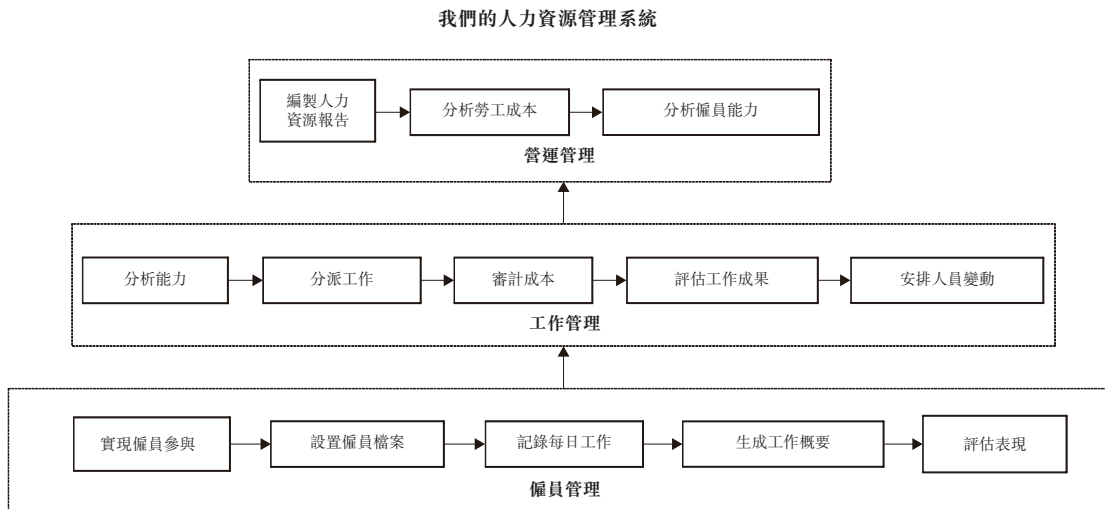 我們的人力資源管理系統
編製人力
資源報告
分析勞工成本
分析僱員能力
營運管理
分析能力
分派工作
審計成本
評估工作成果
安排人員變動
工作管理
實現僱員參與
設置僱員檔案
記錄每日工作
生成工作概要
評估表現
僱員管理